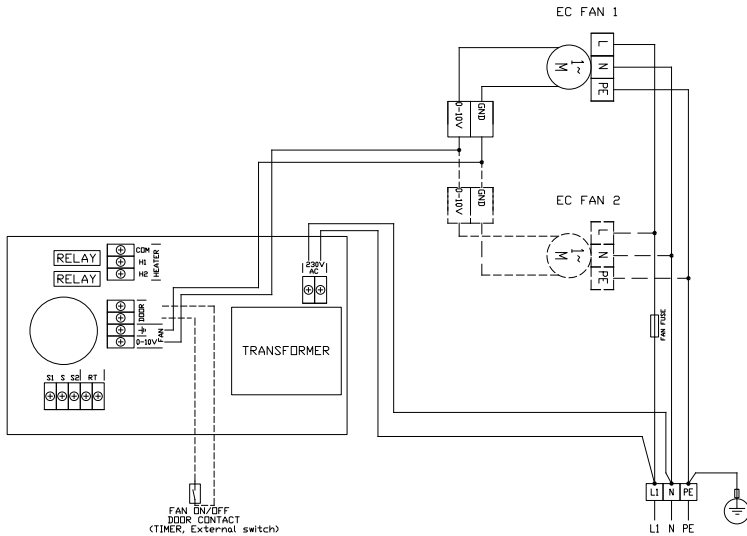 EC FAN 1
L
N
PE
1~
M
0-10V
GND
EC FAN 2
L
N
PE
1~
M
0-10V
GND
RELAY
RELAY
COM
H1
H2
HEATER
230V
AC
DOOR
FAN
0-10V
TRANSFORMER
S1 S S2 RT
FAN FUSE
L1 N PE
L1 N PE
FAN ON/OFF
DOOR CONTACT
(TIMER, External switch)